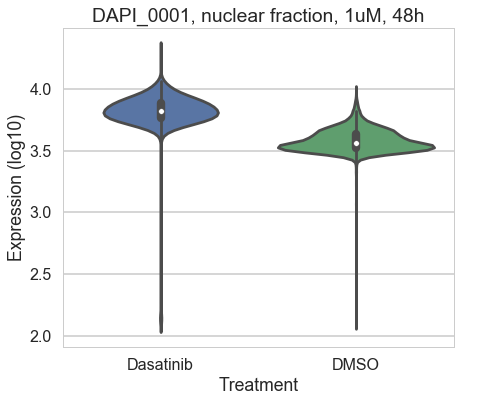 DAPI_0001, nuclear fraction, 1uM, 48h
Expression (log10)
4.0
3.5
3.0
2.5
2.0
Dasatinib DMSO
Treatment